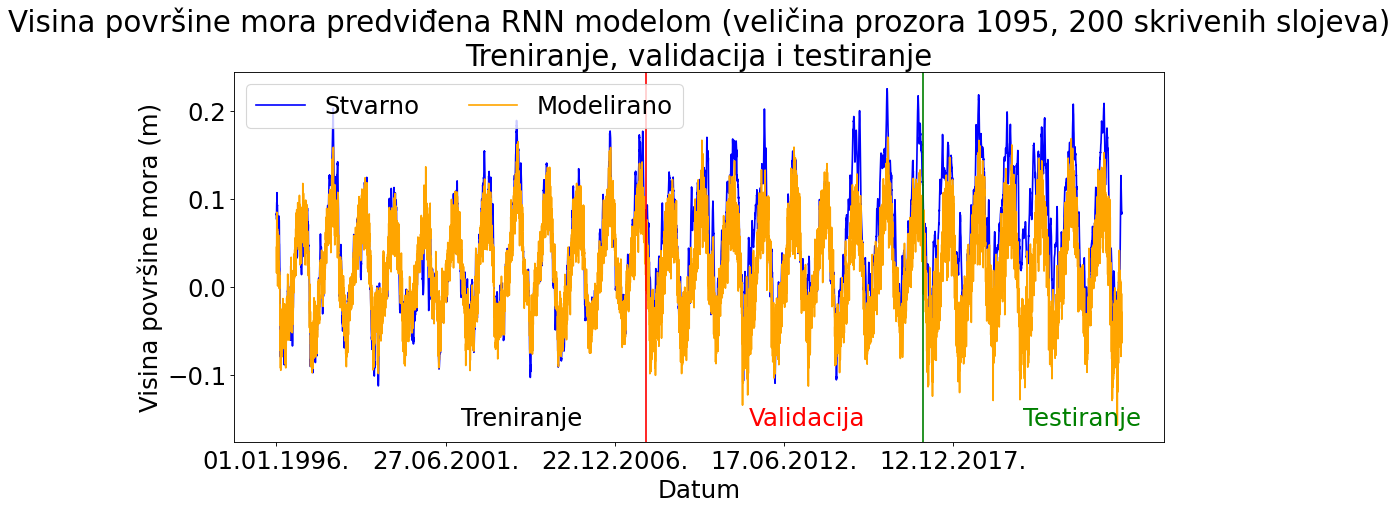 Visina površine mora predviđena RNN modelom (veličina prozora 1095, 200 skrivenih slojeva)
Treniranje, validacija i testiranje
Stvarno
Modelirano
Visina površine mora (m)
0.2
0.1
0.0
−0.1
Treniranje
Validacija
Testiranje
01.01.1996.
27.06.2001.
22.12.2006.
17.06.2012.
12.12.2017.
Datum